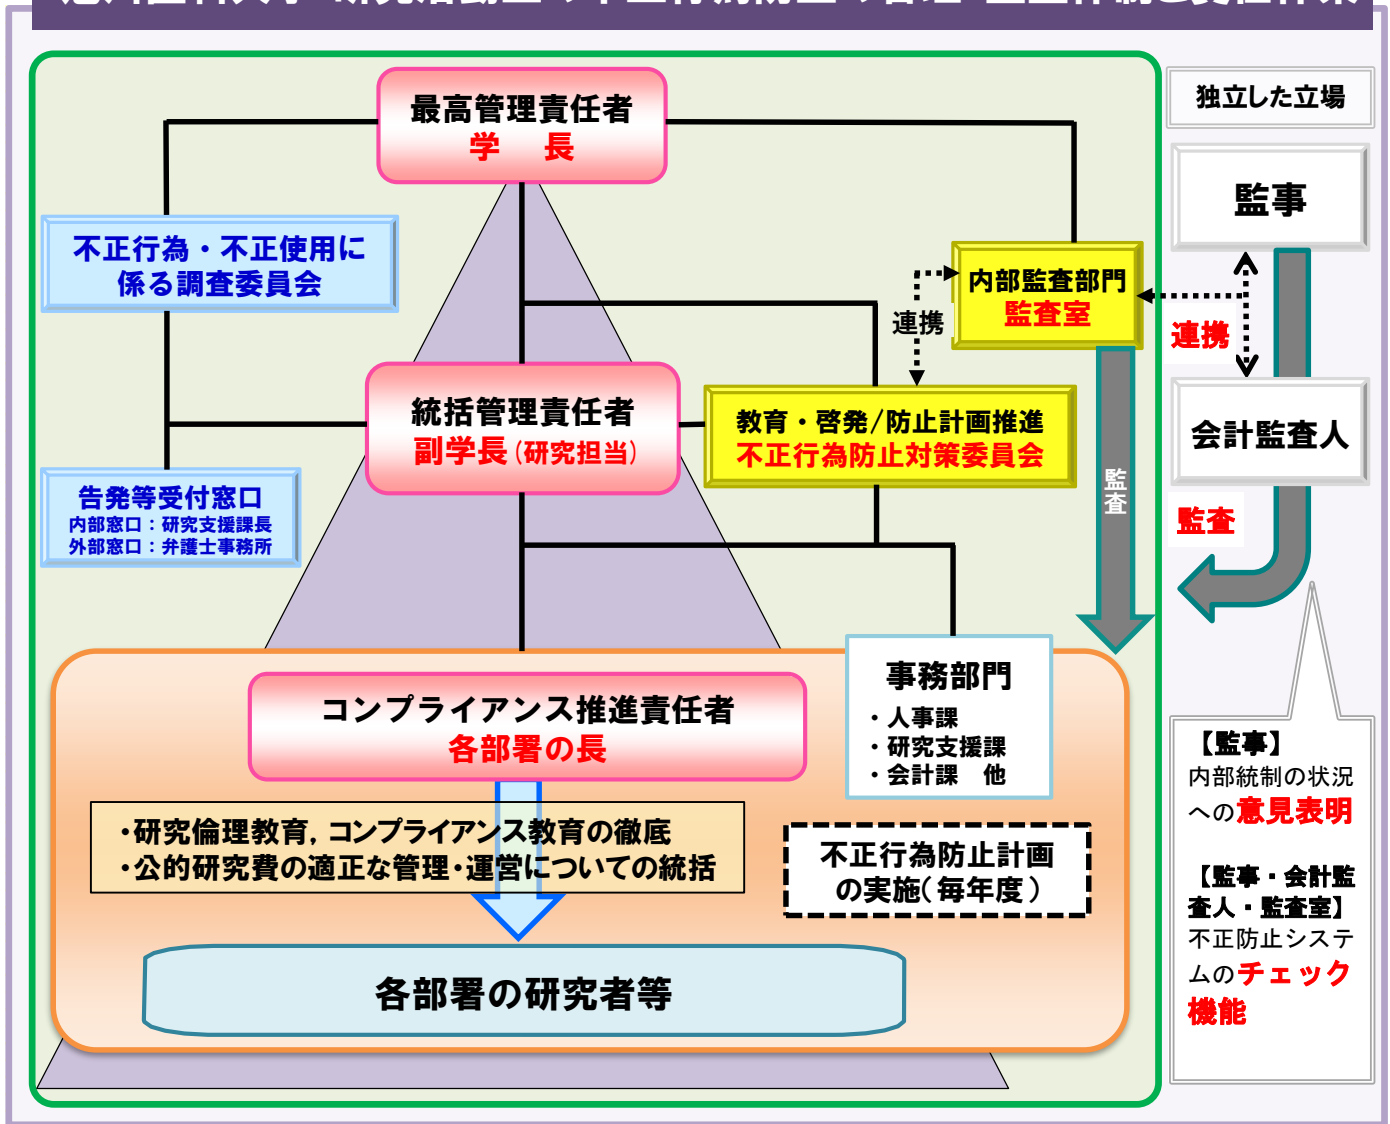 独立した立場
最高管理責任者
学　長
監事
不正行為・不正使用に
係る調査委員会
内部監査部門
監査室
連携
連携
統括管理責任者
副学長（研究担当）
教育・啓発/防止計画推進
不正行為防止対策委員会
会計監査人
告発等受付窓口
内部窓口：研究支援課長
外部窓口：弁護士事務所
監査
監査
コンプライアンス推進責任者
各部署の長
事務部門
・人事課
・研究支援課
・会計課　他
・研究倫理教育，コンプライアンス教育の徹底
・公的研究費の適正な管理・運営についての統括
不正行為防止計画
の実施（毎年度）
各部署の研究者等
【監事】
内部統制の状況
への意見表明
【監事・会計監
査人・監査室】
不正防止システ
ムのチェック
機能